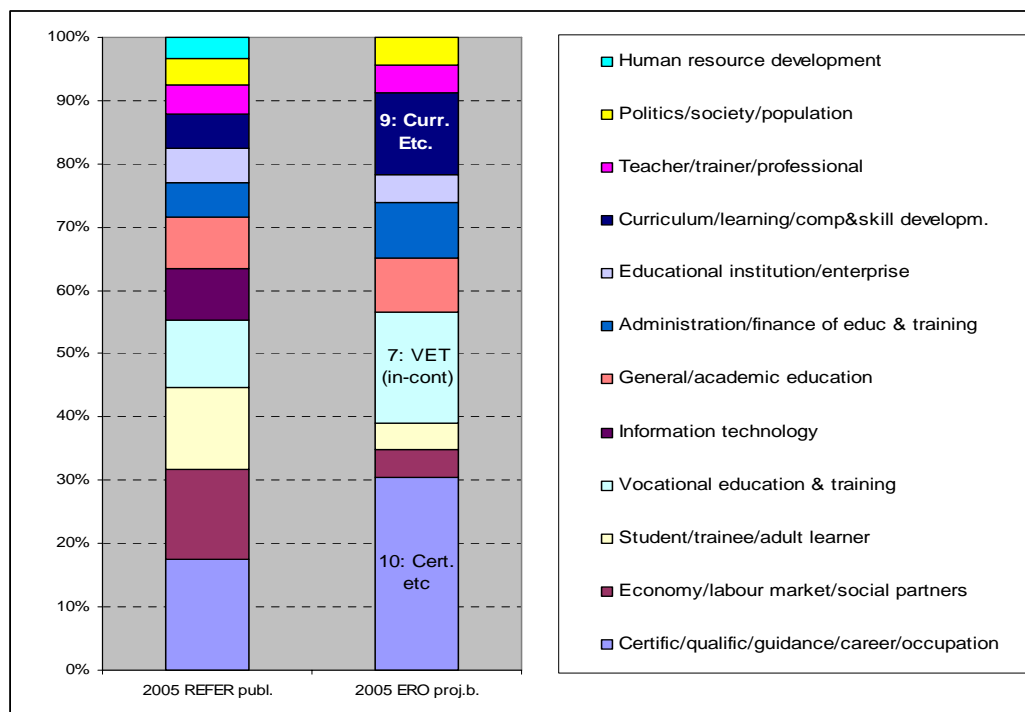 100%
90%
80%
70%
60%
50%
40%
30%
20%
10%
0%
9: Curr.
Etc.
7: VET
(in-cont)
10: Cert.
etc
2005 REFER publ.
2005 ERO proj.b.
Human resource development
Politics/society/population
Teacher/trainer/professional
Curriculum/learning/comp&skill developm.
Educational institution/enterprise
Administration/finance of educ & training
General/academic education
Information technology
Vocational education & training
Student/trainee/adult learner
Economy/labour market/social partners
Certific/qualific/guidance/career/occupation